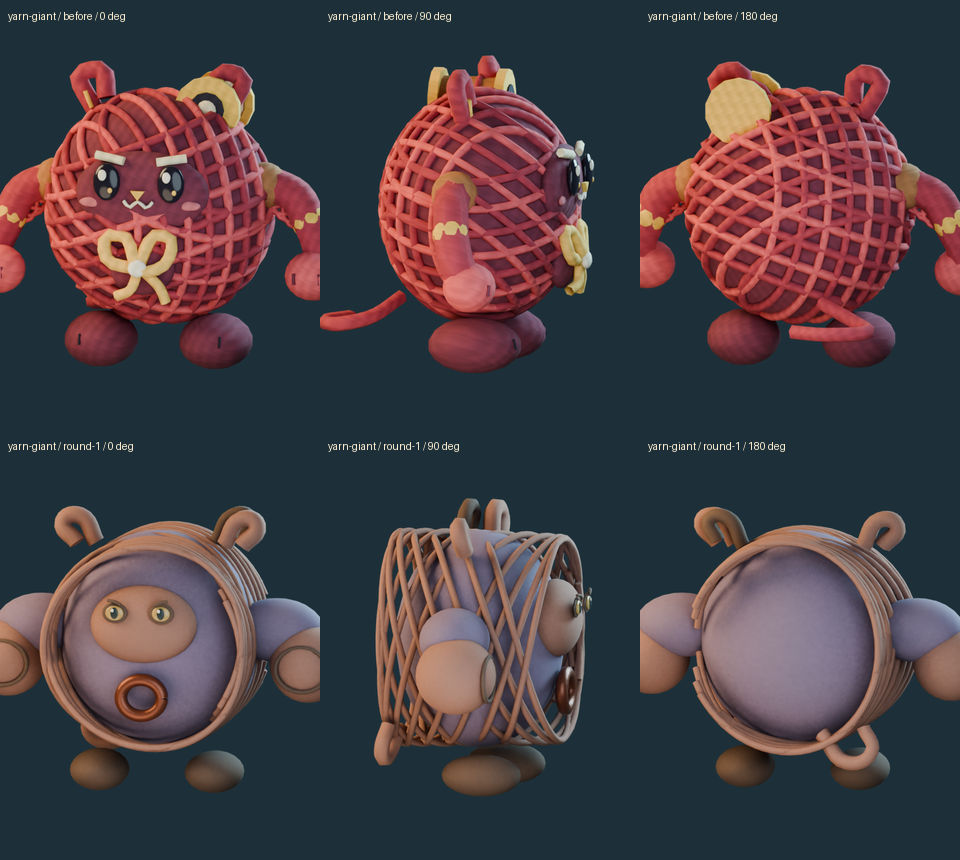 yarn-giant / before / 0 deg
yarn-giant / before / 90 deg
yarn-giant / before / 180 deg
yarn-giant / round-1 / 0 deg
yarn-giant / round-1 / 90 deg
yarn-giant / round-1 / 180 deg